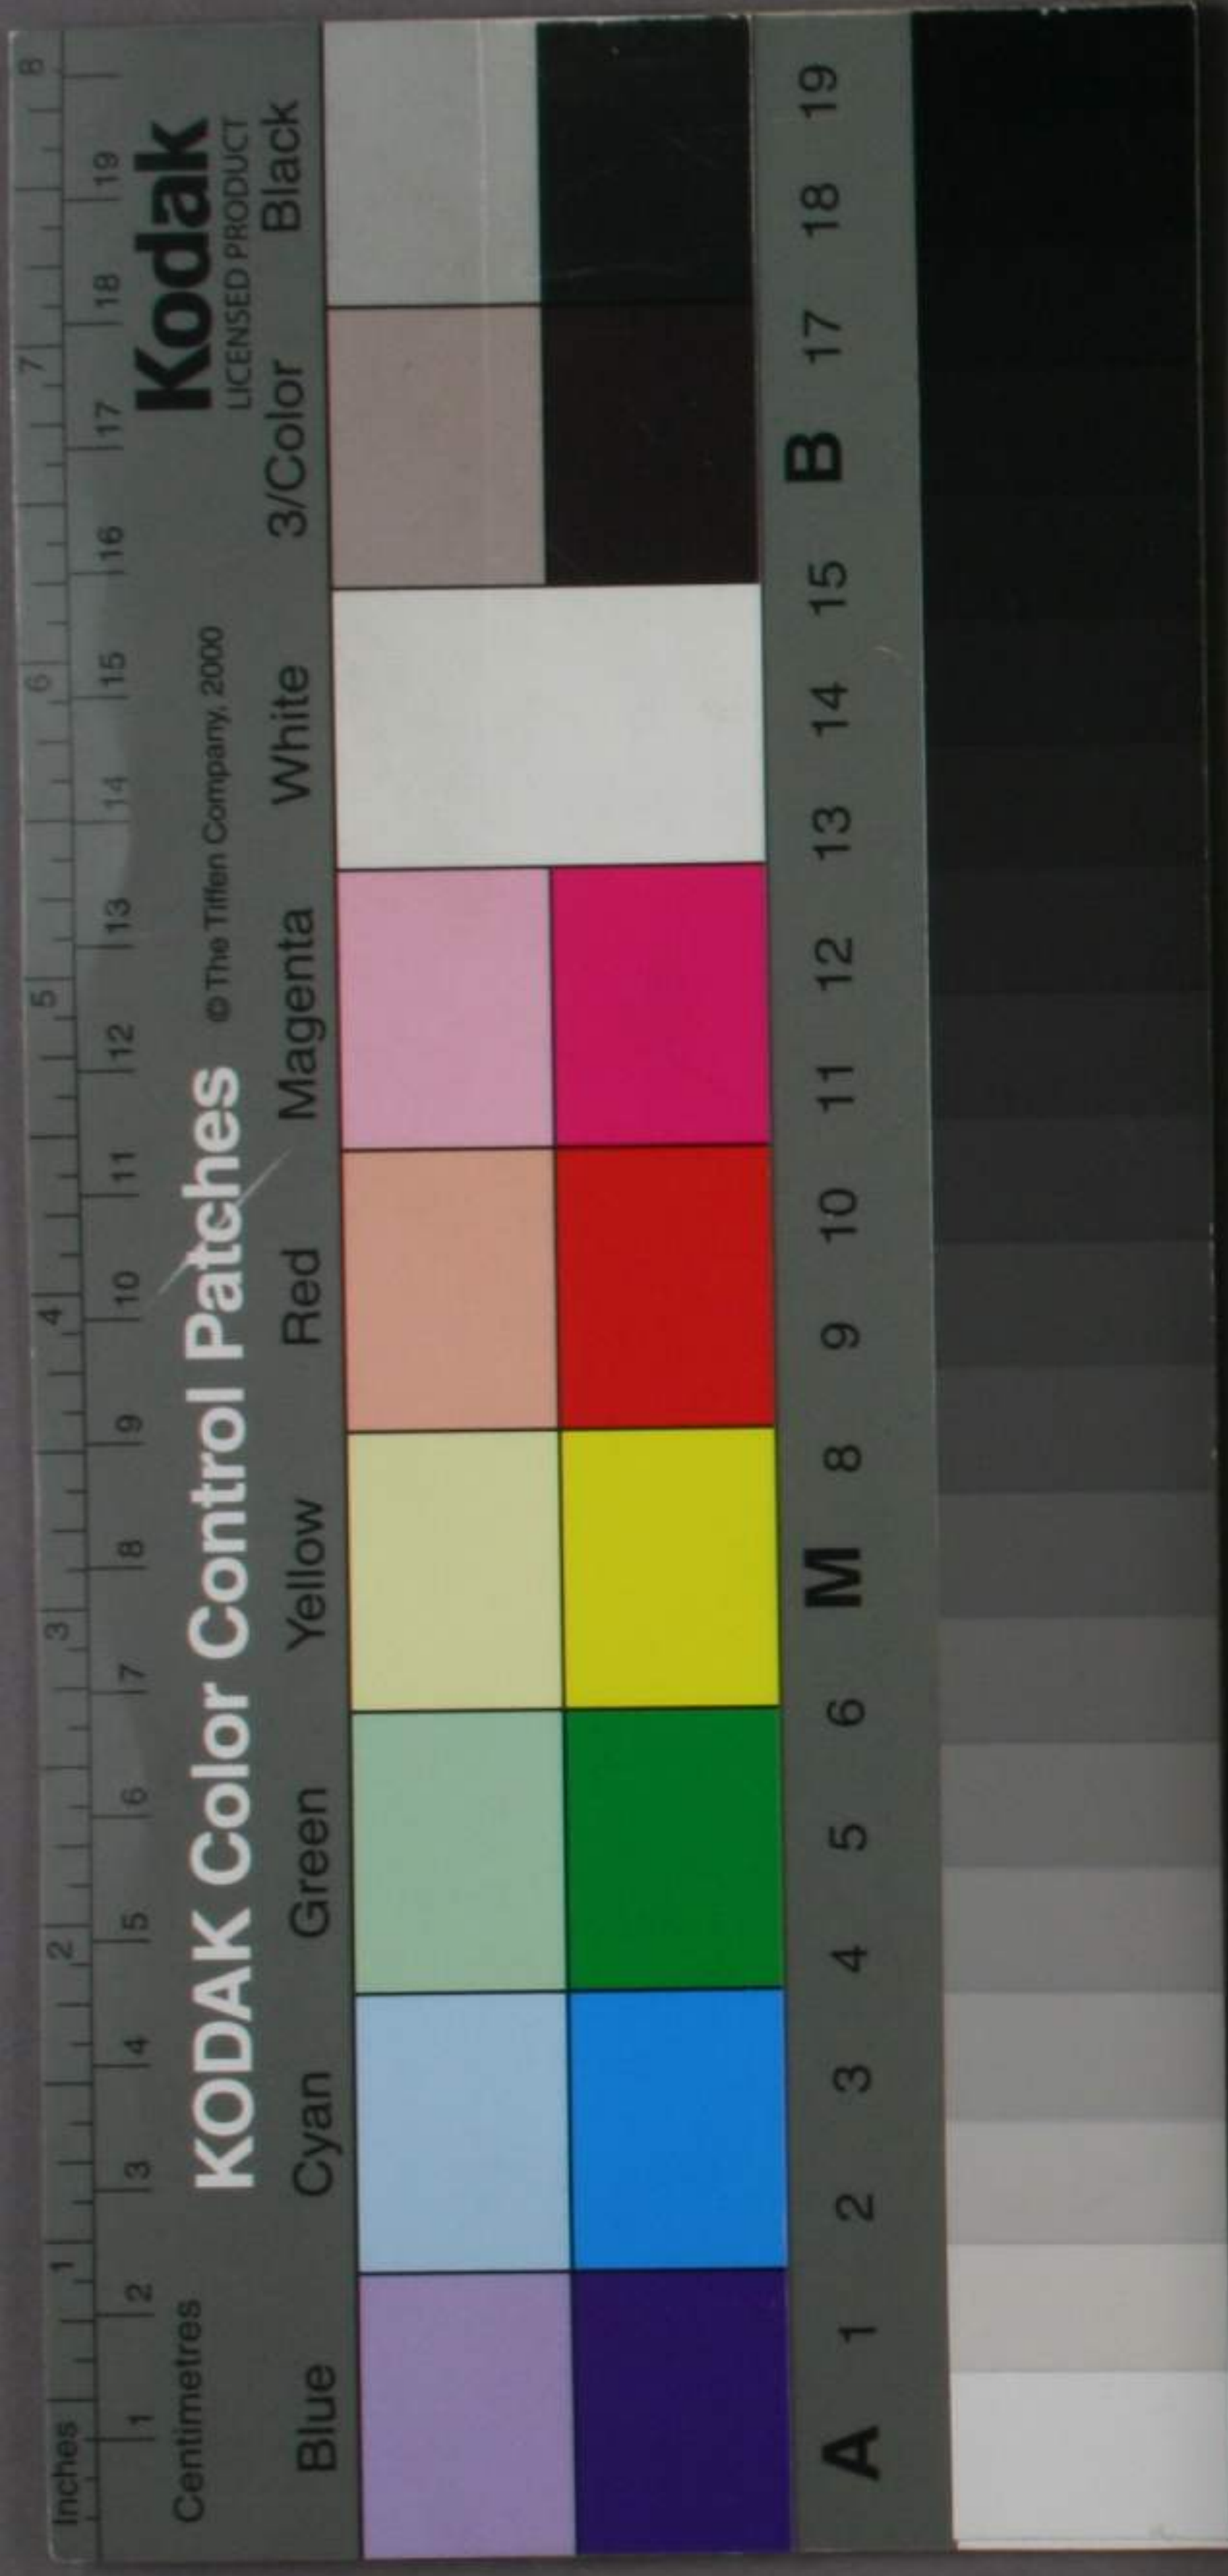 Inches 1 2 3 4 5 6 7 8
Centimetres 1 2 3 4 5 6 7 8 9 10 11 12 13 14 15 16 17 18 19
KODAK Color Control Patches © The Tiffen Company, 2000 Kodak
LICENSED PRODUCT
Blue Cyan Green Yellow Red Magenta White 3/Color Black
A 1 2 3 4 5 6 M 8 9 10 11 12 13 14 15 B 17 18 19